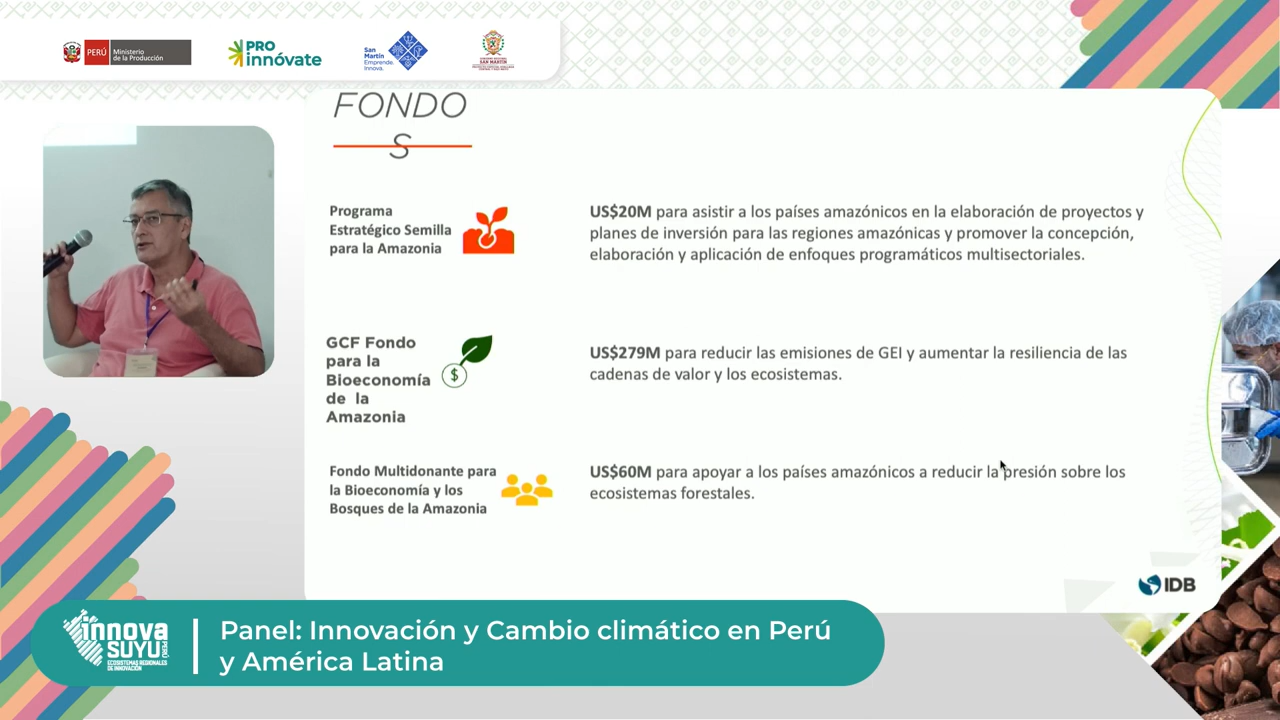 PERÚ
Ministerio
de la Producción
PRO
innóvate
San
Martín
Emprende.
Innova.
FONDO
S
Programa
Estratégico Semilla
para la Amazonia
US$20M para asistir a los países amazónicos en la elaboración de proyectos y
planes de inversión para las regiones amazónicas y promover la concepción,
elaboración y aplicación de enfoques programáticos multisectoriales.
GCF Fondo
para la
Bioeconomía
de la
Amazonia
$
US$279M para reducir las emisiones de GEI y aumentar la resiliencia de las
cadenas de valor y los ecosistemas.
Fondo Multidonante para
la Bioeconomía y los
Bosques de la Amazonia
US$60M para apoyar a los países amazónicos a reducir la presión sobre los
ecosistemas forestales.
IDB
innova
SUYU
PERÚ
ECOSISTEMAS REGIONALES
DE INNOVACIÓN
Panel: Innovación y Cambio climático en Perú
y América Latina